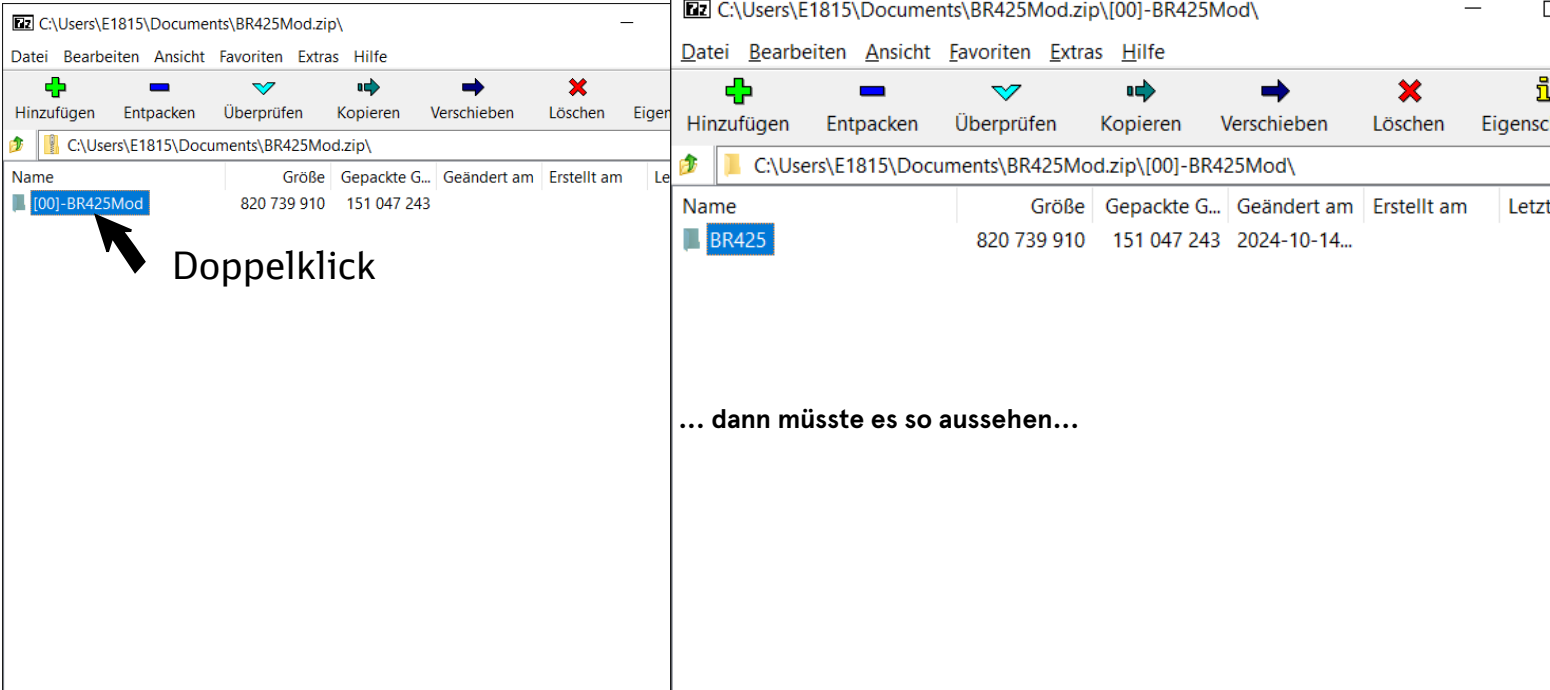 C:\Users\E1815\Documents\BR425Mod.zip\
Datei Bearbeiten Ansicht Favoriten Extras Hilfe
Hinzufügen Entpacken Überprüfen Kopieren Verschieben Löschen Eigen
C:\Users\E1815\Documents\BR425Mod.zip\
Name Größe Gepackte G... Geändert am Erstellt am Le
[00]-BR425Mod 820 739 910 151 047 243
Doppelklick
C:\Users\E1815\Documents\BR425Mod.zip\[00]-BR425Mod\
Datei Bearbeiten Ansicht Favoriten Extras Hilfe
Hinzufügen Entpacken Überprüfen Kopieren Verschieben Löschen Eigensc
C:\Users\E1815\Documents\BR425Mod.zip\[00]-BR425Mod\
Name Größe Gepackte G... Geändert am Erstellt am Letzt
BR425 820 739 910 151 047 243 2024-10-14...
... dann müsste es so aussehen...